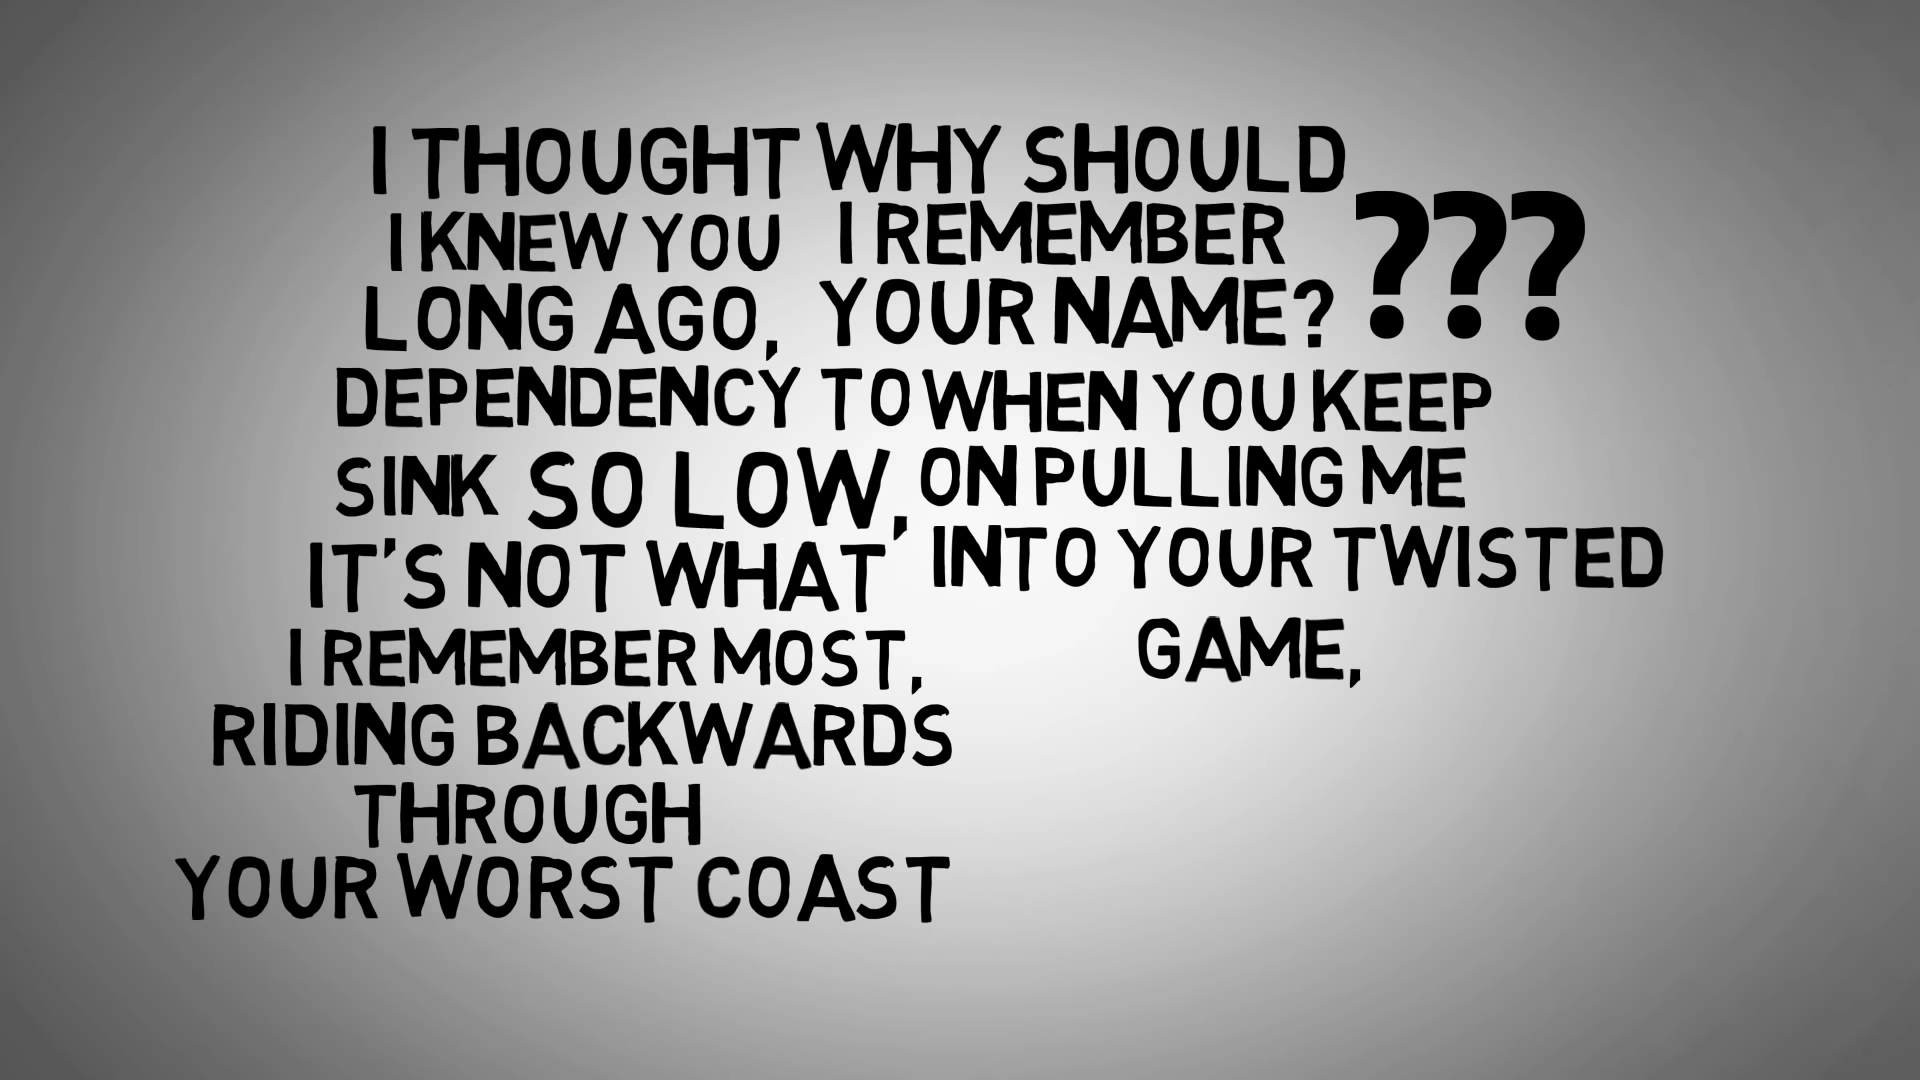 I THOUGHT
I KNEW YOU
LONG AGO,
DEPENDENCY TO
SINK SO LOW,
IT'S NOT WHAT
I REMEMBER MOST,
RIDING BACKWARDS
THROUGH
YOUR WORST COAST
WHY SHOULD
I REMEMBER
YOUR NAME?
???
WHEN YOU KEEP
ON PULLING ME
INTO YOUR TWISTED
GAME,